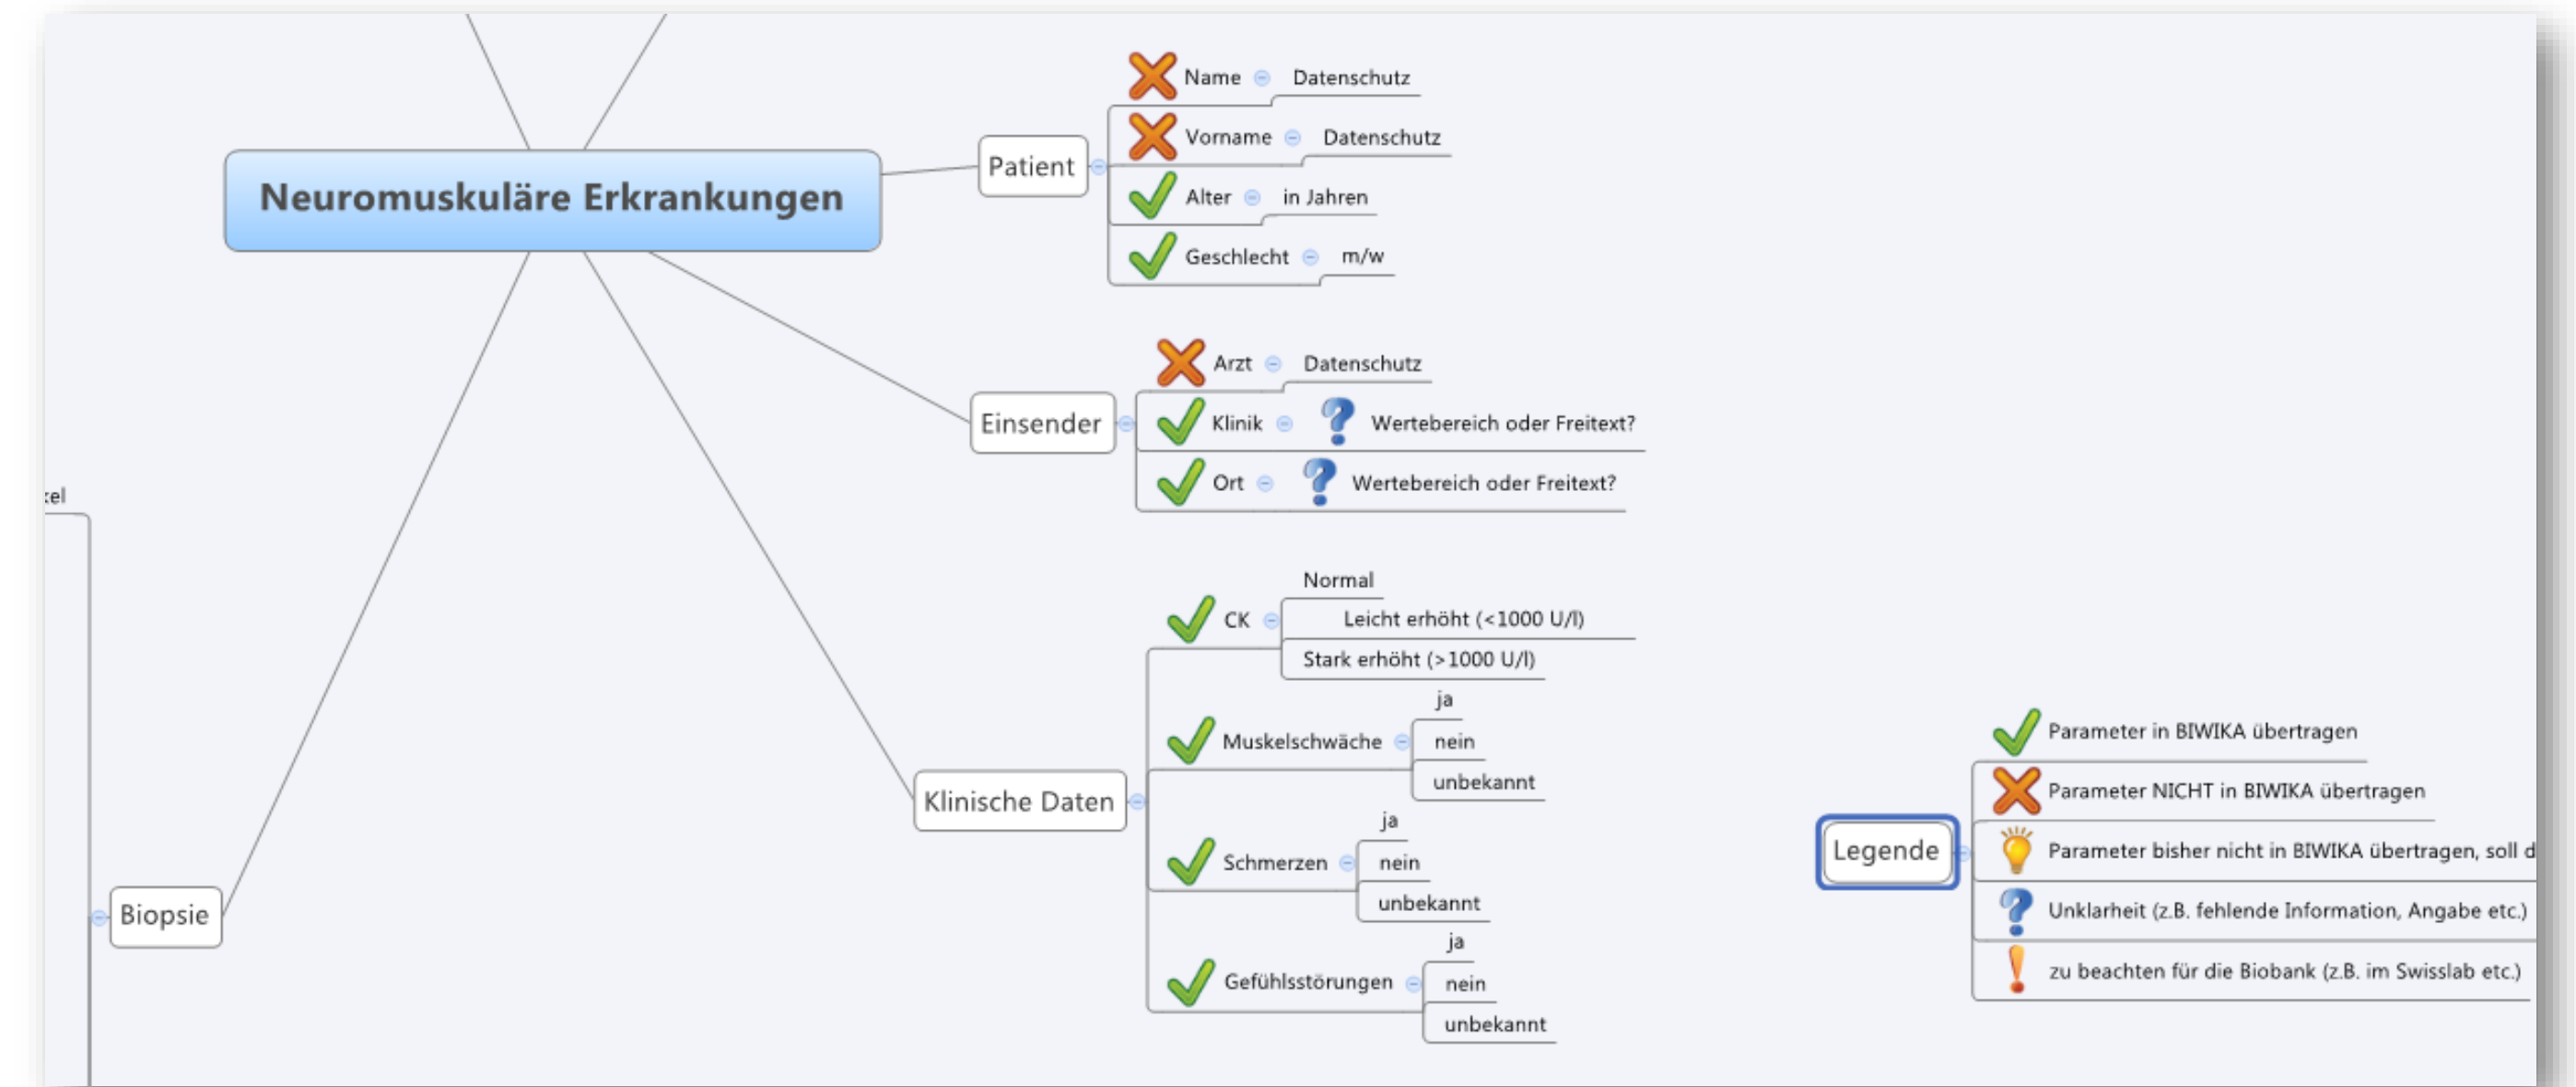 Neuromuskuläre Erkrankungen
Patient
Name
Datenschutz
Vorname
Datenschutz
Alter
in Jahren
Geschlecht
m/w
Einsender
Arzt
Datenschutz
Klinik
Wertebereich oder Freitext?
Ort
Wertebereich oder Freitext?
Klinische Daten
CK
Normal
Leicht erhöht (<1000 U/l)
Stark erhöht (>1000 U/l)
Muskelschwäche
ja
nein
unbekannt
Schmerzen
ja
nein
unbekannt
Gefühlsstörungen
ja
nein
unbekannt
Biopsie
Legende
Parameter in BIWIKA übertragen
Parameter NICHT in BIWIKA übertragen
Parameter bisher nicht in BIWIKA übertragen, soll
Unklarheit (z.B. fehlende Information, Angabe etc.)
zu beachten für die Biobank (z.B. im Swisslab etc.)